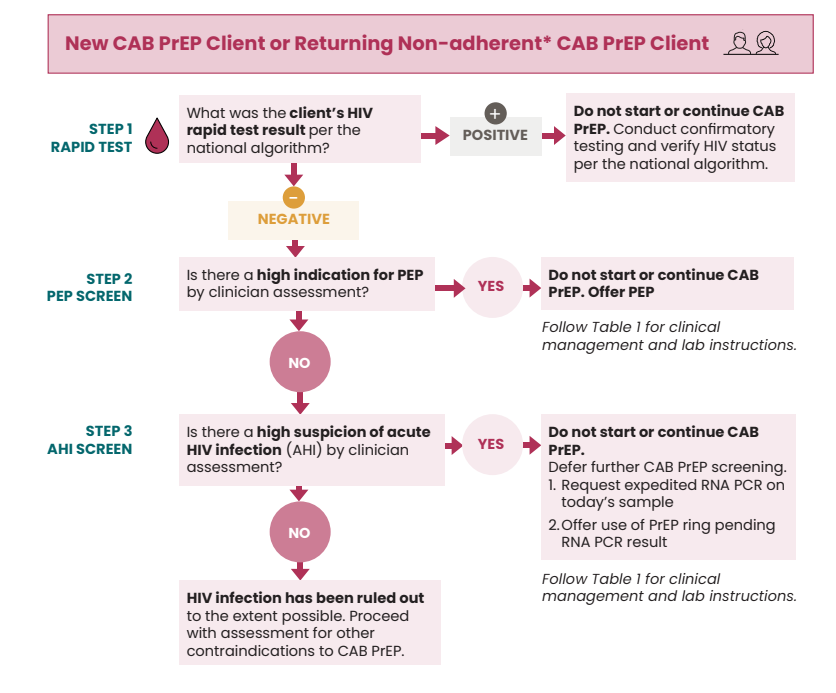 New CAB PrEP Client or Returning Non-adherent* CAB PrEP Client
STEP 1
RAPID TEST
What was the client's HIV
rapid test result per the
national algorithm?
+
POSITIVE
Do not start or continue CAB
PrEP. Conduct confirmatory
testing and verify HIV status
per the national algorithm.
–
NEGATIVE
STEP 2
PEP SCREEN
Is there a high indication for PEP
by clinician assessment?
YES
Do not start or continue CAB
PrEP. Offer PEP
Follow Table 1 for clinical
management and lab instructions.
NO
STEP 3
AHI SCREEN
Is there a high suspicion of acute
HIV infection (AHI) by clinician
assessment?
YES
Do not start or continue CAB
PrEP.
Defer further CAB PrEP screening.
1. Request expedited RNA PCR on
today's sample
2. Offer use of PrEP ring pending
RNA PCR result
Follow Table 1 for clinical
management and lab instructions.
NO
HIV infection has been ruled out
to the extent possible. Proceed
with assessment for other
contraindications to CAB PrEP.